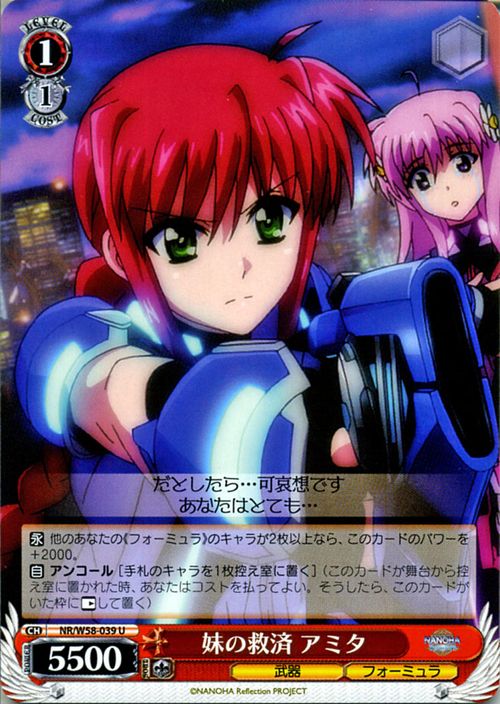 LEVEL
1
1
COST
だとしたら…可哀想です
あなたはとても…
永 他のあなたの《フォーミュラ》のキャラが2枚以上なら、このカードのパワーを
+2000。
自 アンコール [手札のキャラを1枚控え室に置く] (このカードが舞台から控
え室に置かれた時、あなたはコストを払ってよい。そうしたら、このカードが
いた枠に レストして置く)
CH NR/W58-039 U
POWER
5500
SOUL
妹の救済 アミタ
NANOHA
武器
フォーミュラ
©NANOHA Reflection PROJECT